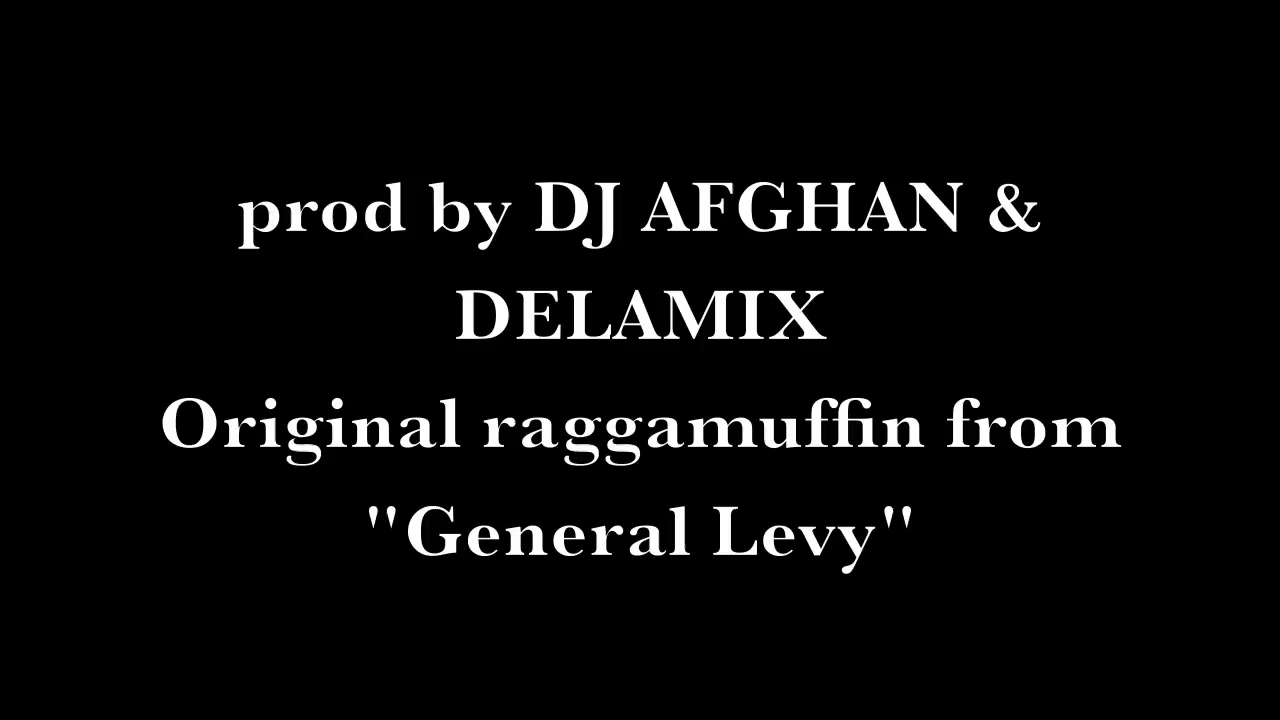 prod by DJ AFGHAN &
DELAMIX
Original raggamuffin from
"General Levy"